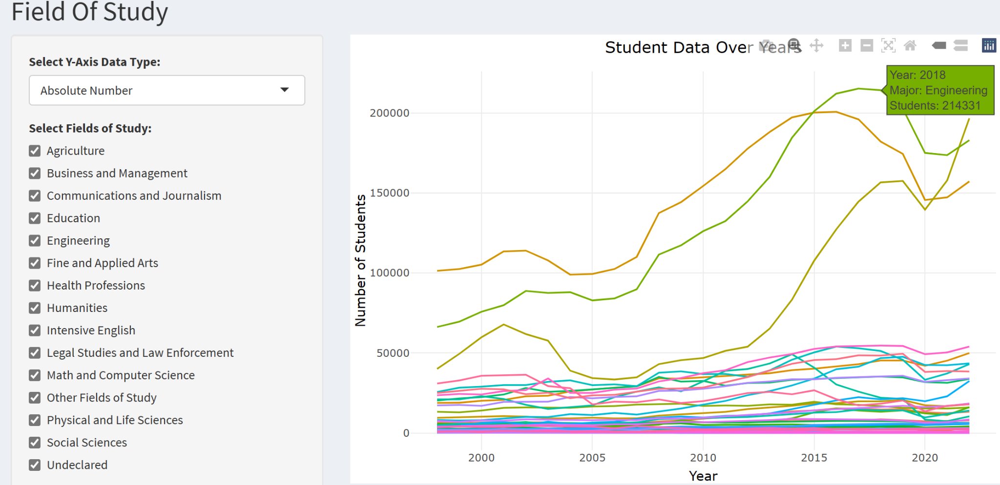 Field Of Study
Select Y-Axis Data Type:
Absolute Number
Select Fields of Study:
Agriculture
Business and Management
Communications and Journalism
Education
Engineering
Fine and Applied Arts
Health Professions
Humanities
Intensive English
Legal Studies and Law Enforcement
Math and Computer Science
Other Fields of Study
Physical and Life Sciences
Social Sciences
Undeclared
Student Data Over Years
Year: 2018
Major: Engineering
Students: 214331
Number of Students
200000
150000
100000
50000
0
2000 2005 2010 2015 2020
Year